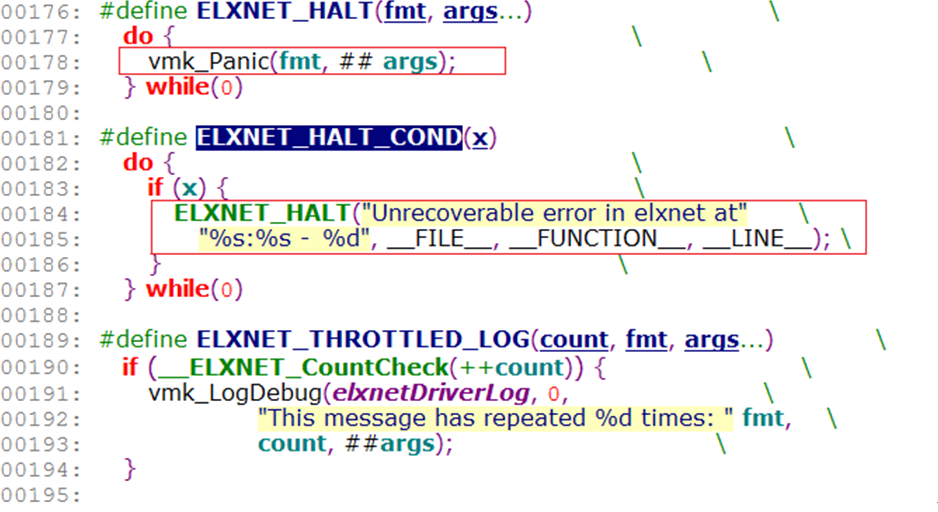 00176: #define ELXNET_HALT(fmt, args...) \
00177: do { \
00178: vmk_Panic(fmt, ## args); \
00179: } while(0)
00180:
00181: #define ELXNET_HALT_COND(x) \
00182: do { \
00183: if (x) { \
00184: ELXNET_HALT("Unrecoverable error in elxnet at" \
00185: "%s:%s - %d", __FILE__, __FUNCTION__, __LINE__); \
00186: } \
00187: } while(0)
00188:
00189: #define ELXNET_THROTTLED_LOG(count, fmt, args...) \
00190: if (__ELXNET_CountCheck(++count)) { \
00191: vmk_LogDebug(elxnetDriverLog, 0, \
00192: "This message has repeated %d times: " fmt, \
00193: count, ##args); \
00194: }
00195: